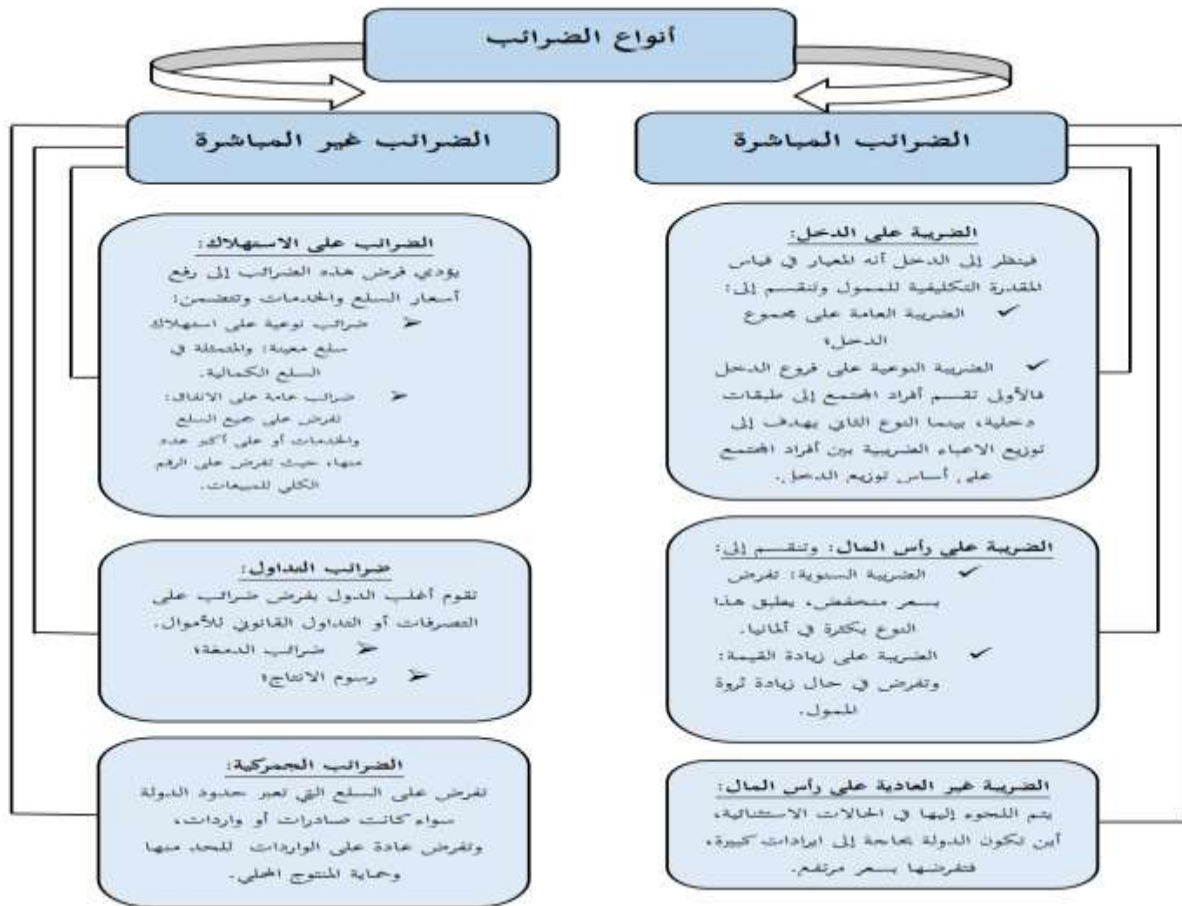 أنواع الضرائب
الضرائب المباشرة
الضريبة على الدخل:
فينظر إلى الدخل أنه المعيار في قياس
المقدرة التكليفية للممول وتنقسم إلى:
✓ الضريبة العامة على مجموع
الدخل؛
✓ الضريبة النوعية على فروع الدخل
فالأولى تقسم أفراد المجتمع إلى طبقات
دخلية، بينما النوع الثاني يهدف إلى
توزيع الاعباء الضريبية بين أفراد المجتمع
على أساس توزيع الدخل.
الضريبة على رأس المال: وتنقسم إلى:
✓ الضريبة السنوية: تفرض
بسعر منخفض، يطبق هذا
النوع بكثرة في ألمانيا.
✓ الضريبة على زيادة القيمة:
وتفرض في حال زيادة ثروة
الممول.
الضريبة غير العادية على رأس المال:
يتم اللجوء إليها في الحالات الاستثنائية،
أين تكون الدولة بحاجة إلى ايرادات كبيرة،
فتفرضها بسعر مرتفع.
الضرائب غير المباشرة
الضرائب على الاستهلاك:
يؤدي فرض هذه الضرائب إلى رفع
أسعار السلع والخدمات وتتضمن:
➢ ضرائب نوعية على استهلاك
سلع معينة: والمتمثلة في
السلع الكمالية.
➢ ضرائب عامة على الانفاق:
تفرض على جميع السلع
والخدمات أو على أكبر عدد
منها، حيث تفرض على الرقم
الكلي للمبيعات.
ضرائب التداول:
تقوم أغلب الدول بفرض ضرائب على
التصرفات أو التداول القانوني للأموال.
➢ ضرائب الدمغة؛
➢ رسوم الانتاج؛
الضرائب الجمركية:
تفرض على السلع التي تعبر حدود الدولة
سواء كانت صادرات أو واردات،
وتفرض عادة على الواردات للحد منها
وحماية المنتوج المحلي.